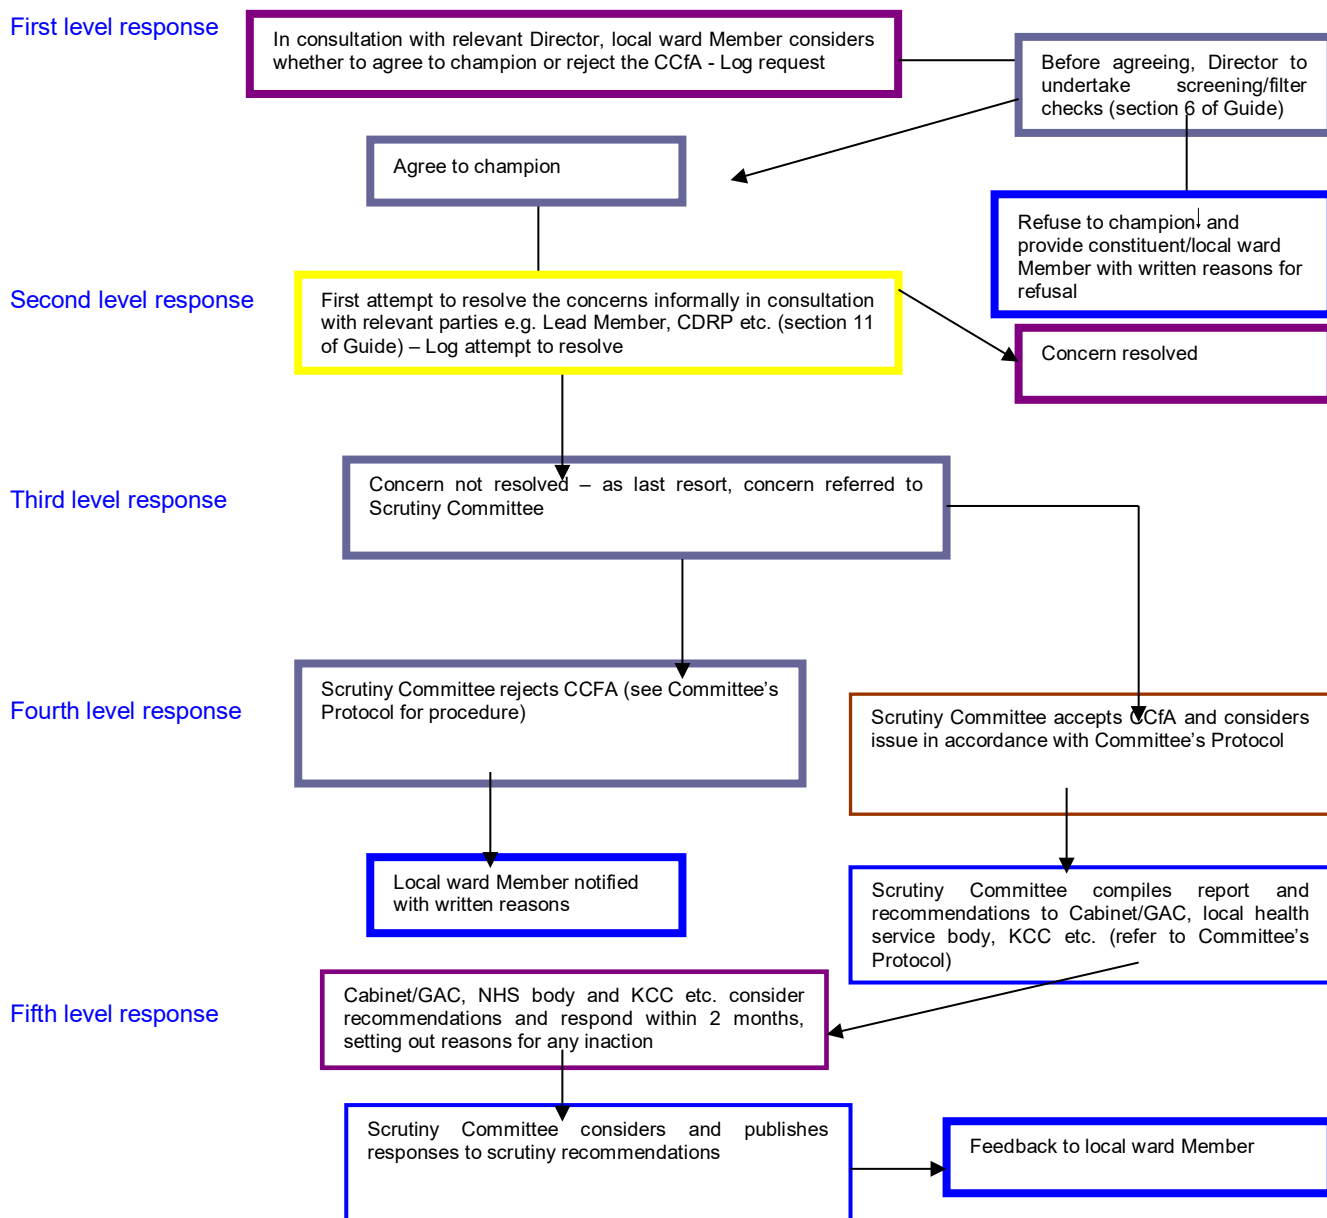 First level response
In consultation with relevant Director, local ward Member considers
whether to agree to champion or reject the CCfA - Log request
Before agreeing, Director to
undertake screening/filter
checks (section 6 of Guide)
Agree to champion
Refuse to champion and
provide constituent/local ward
Member with written reasons for
refusal
Second level response
First attempt to resolve the concerns informally in consultation
with relevant parties e.g. Lead Member, CDRP etc. (section 11
of Guide) – Log attempt to resolve
Concern resolved
Third level response
Concern not resolved – as last resort, concern referred to
Scrutiny Committee
Fourth level response
Scrutiny Committee rejects CCFA (see Committee's
Protocol for procedure)
Scrutiny Committee accepts CCfA and considers
issue in accordance with Committee's Protocol
Local ward Member notified
with written reasons
Scrutiny Committee compiles report and
recommendations to Cabinet/GAC, local health
service body, KCC etc. (refer to Committee's
Protocol)
Fifth level response
Cabinet/GAC, NHS body and KCC etc. consider
recommendations and respond within 2 months,
setting out reasons for any inaction
Scrutiny Committee considers and publishes
responses to scrutiny recommendations
Feedback to local ward Member